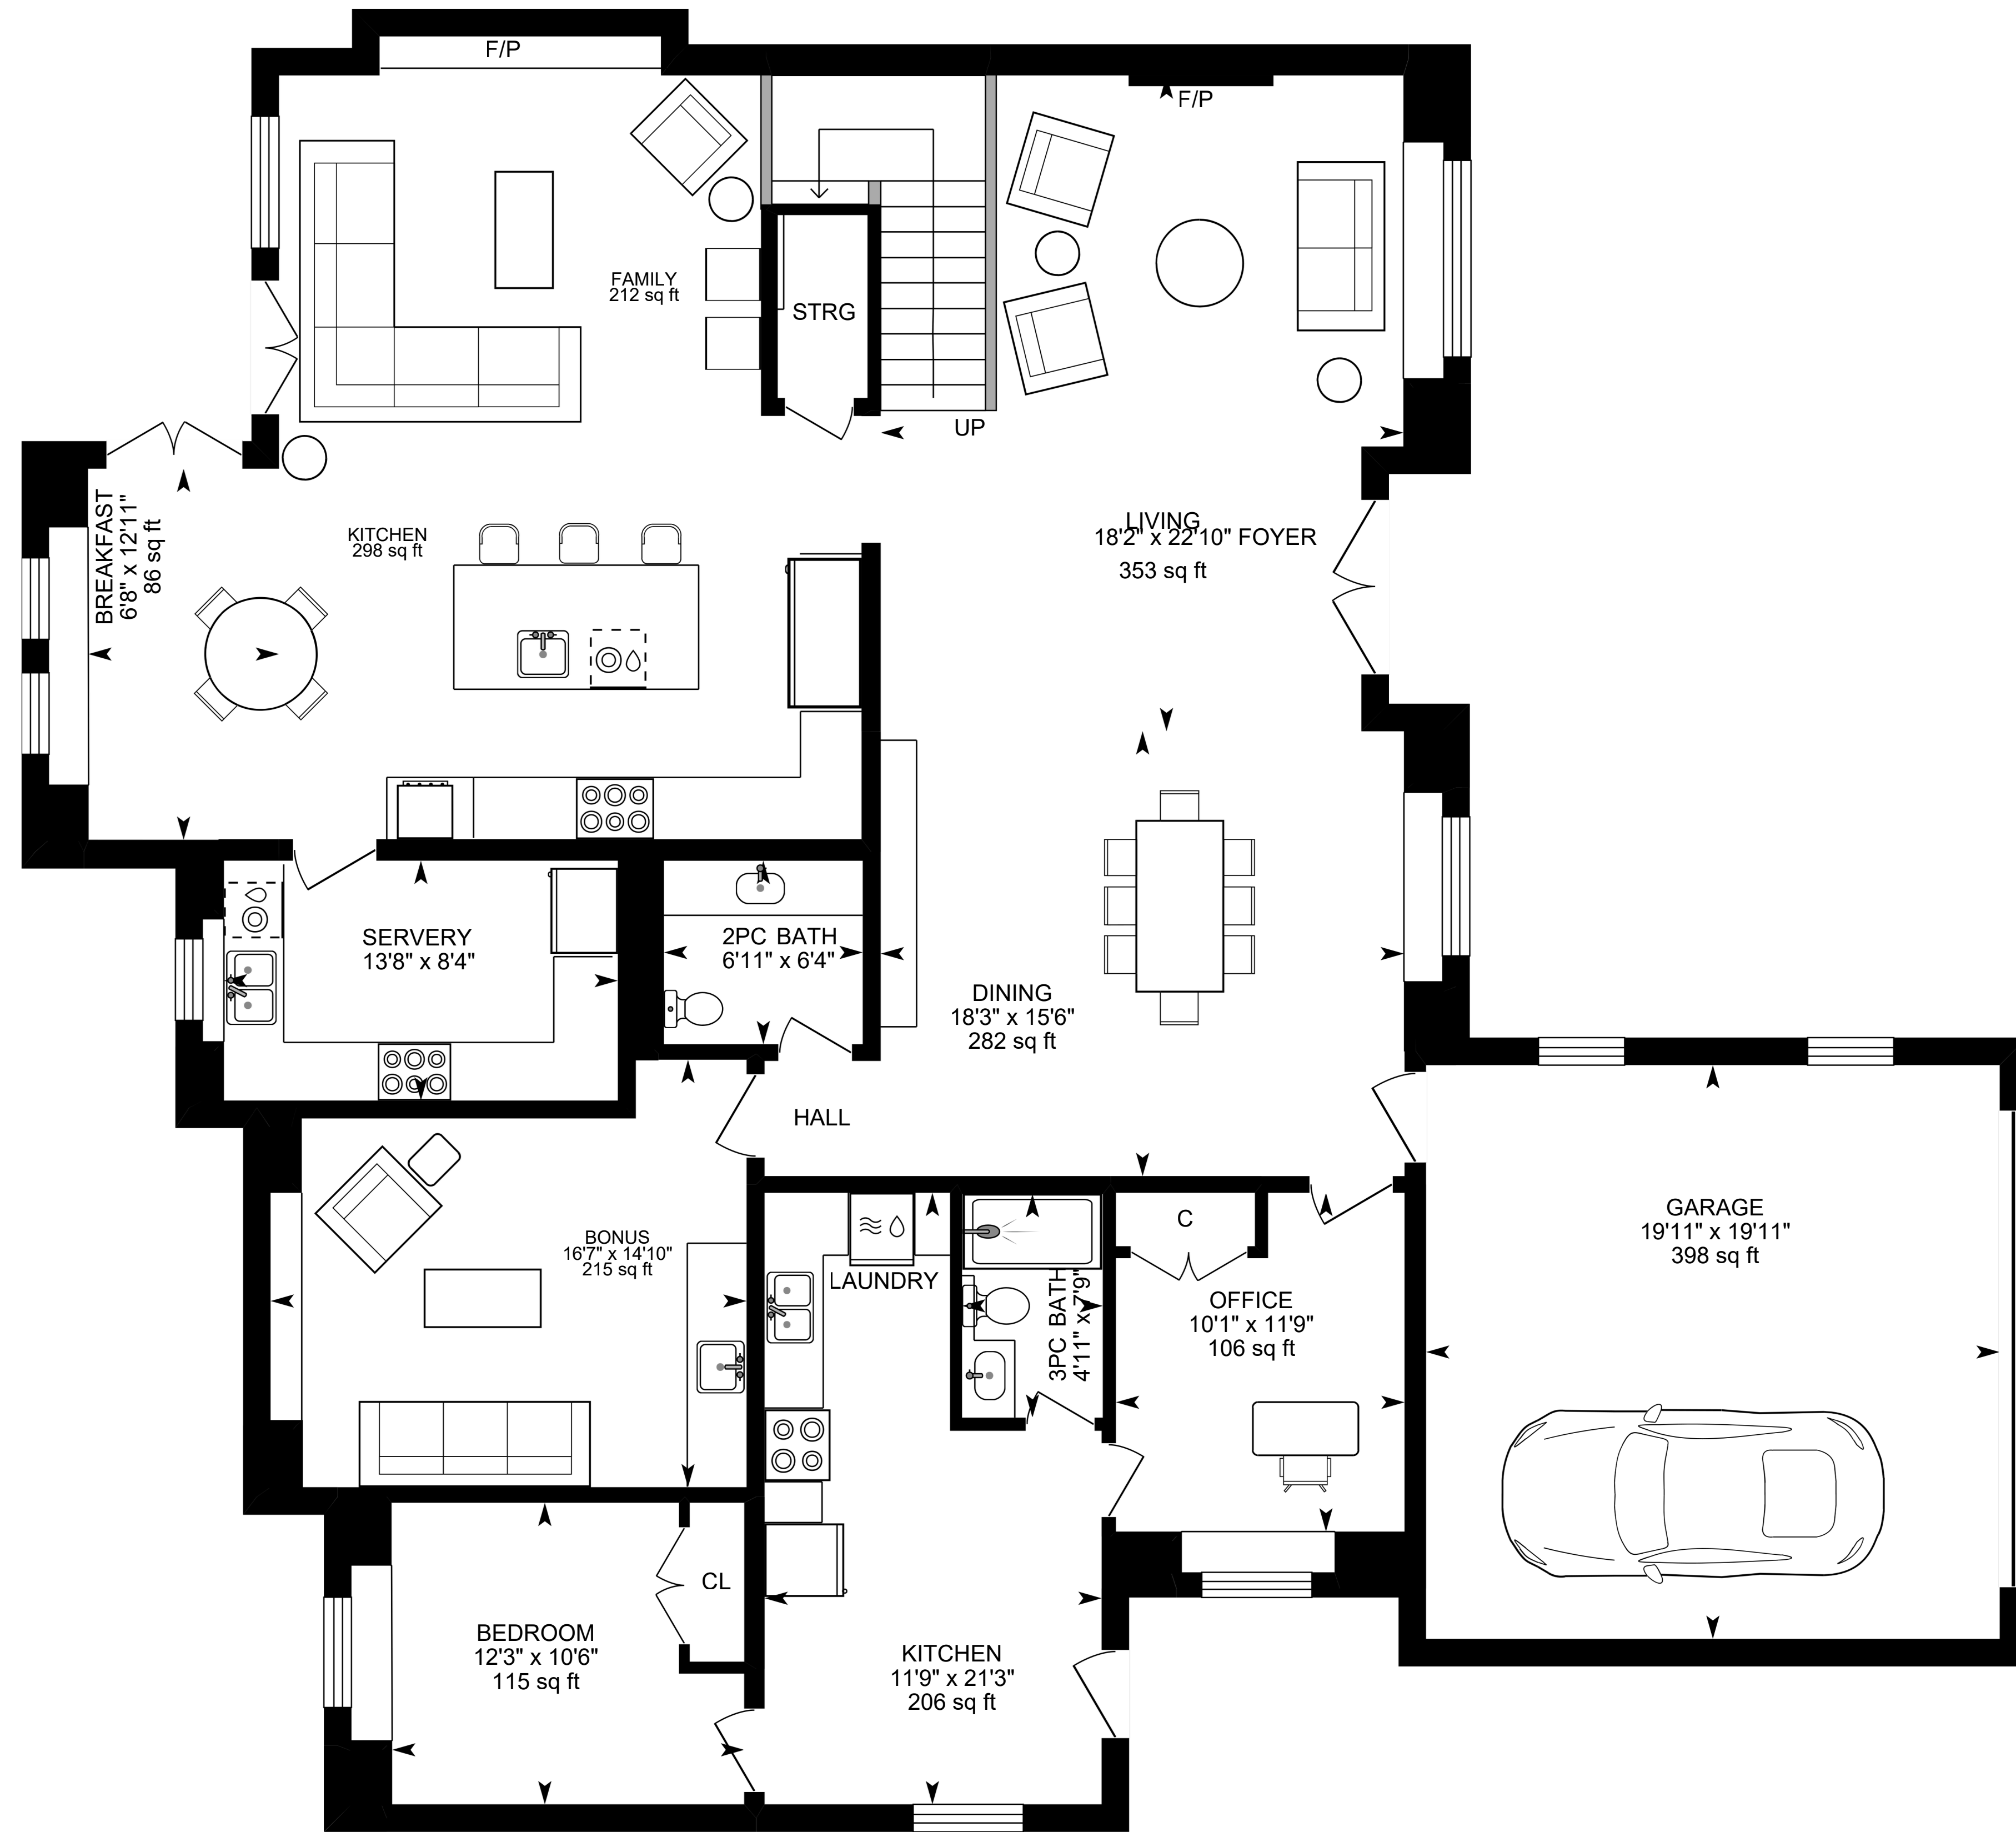 F/P
F/P
FAMILY
212 sq ft
STRG
UP
BREAKFAST
6'8" x 12'11"
86 sq ft
KITCHEN
298 sq ft
LIVING
18'2" x 22'10" FOYER
353 sq ft
SERVERY
13'8" x 8'4"
2PC BATH
6'11" x 6'4"
DINING
18'3" x 15'6"
282 sq ft
HALL
BONUS
16'7" x 14'10"
215 sq ft
LAUNDRY
3PC BATH
4'11" x 7'9"
C
OFFICE
10'1" x 11'9"
106 sq ft
GARAGE
19'11" x 19'11"
398 sq ft
CL
BEDROOM
12'3" x 10'6"
115 sq ft
KITCHEN
11'9" x 21'3"
206 sq ft